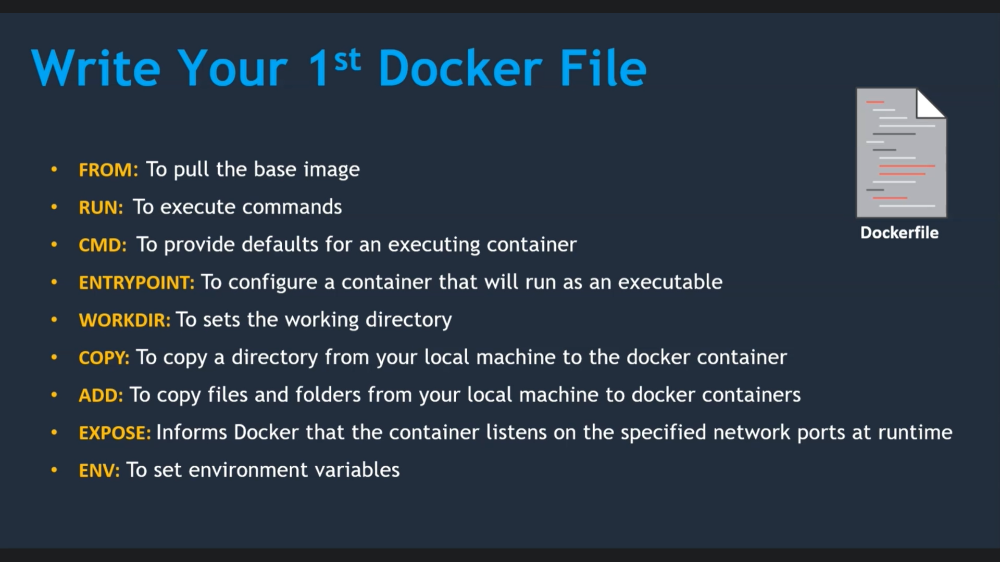 Write Your 1st Docker File
Dockerfile
• FROM: To pull the base image
• RUN: To execute commands
• CMD: To provide defaults for an executing container
• ENTRYPOINT: To configure a container that will run as an executable
• WORKDIR: To sets the working directory
• COPY: To copy a directory from your local machine to the docker container
• ADD: To copy files and folders from your local machine to docker containers
• EXPOSE: Informs Docker that the container listens on the specified network ports at runtime
• ENV: To set environment variables